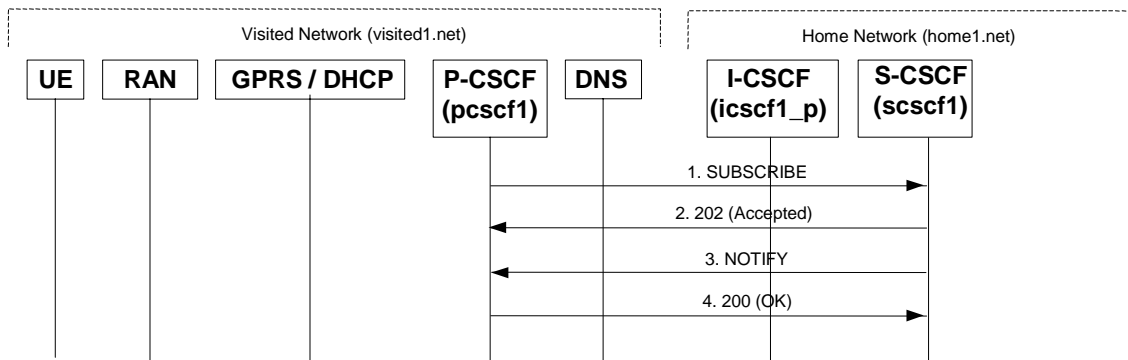 Visited Network (visited1.net)
Home Network (home1.net)
UE
RAN
GPRS / DHCP
P-CSCF
(pcscf1)
DNS
I-CSCF
(icscf1_p)
S-CSCF
(scscf1)
1. SUBSCRIBE
2. 202 (Accepted)
3. NOTIFY
4. 200 (OK)